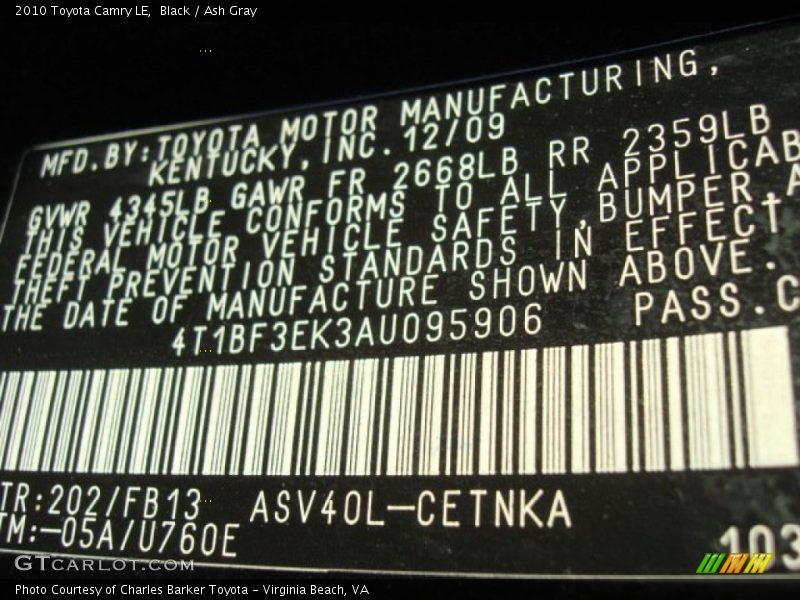 2010 Toyota Camry LE, Black / Ash Gray
MFD.BY:TOYOTA MOTOR MANUFACTURING,
KENTUCKY, INC. 12/09
GVWR 4345LB GAWR FR 2668LB RR 2359LB
THIS VEHICLE CONFORMS TO ALL APPLICAB
FEDERAL MOTOR VEHICLE SAFETY, BUMPER, A
THEFT PREVENTION STANDARDS IN EFFECT
THE DATE OF MANUFACTURE SHOWN ABOVE.
4T1BF3EK3AU095906 PASS.C
TR:202/FB13 ASV40L-CETNKA
TM:-05A/U760E
103
GTCARLOT.COM
Photo Courtesy of Charles Barker Toyota - Virginia Beach, VA